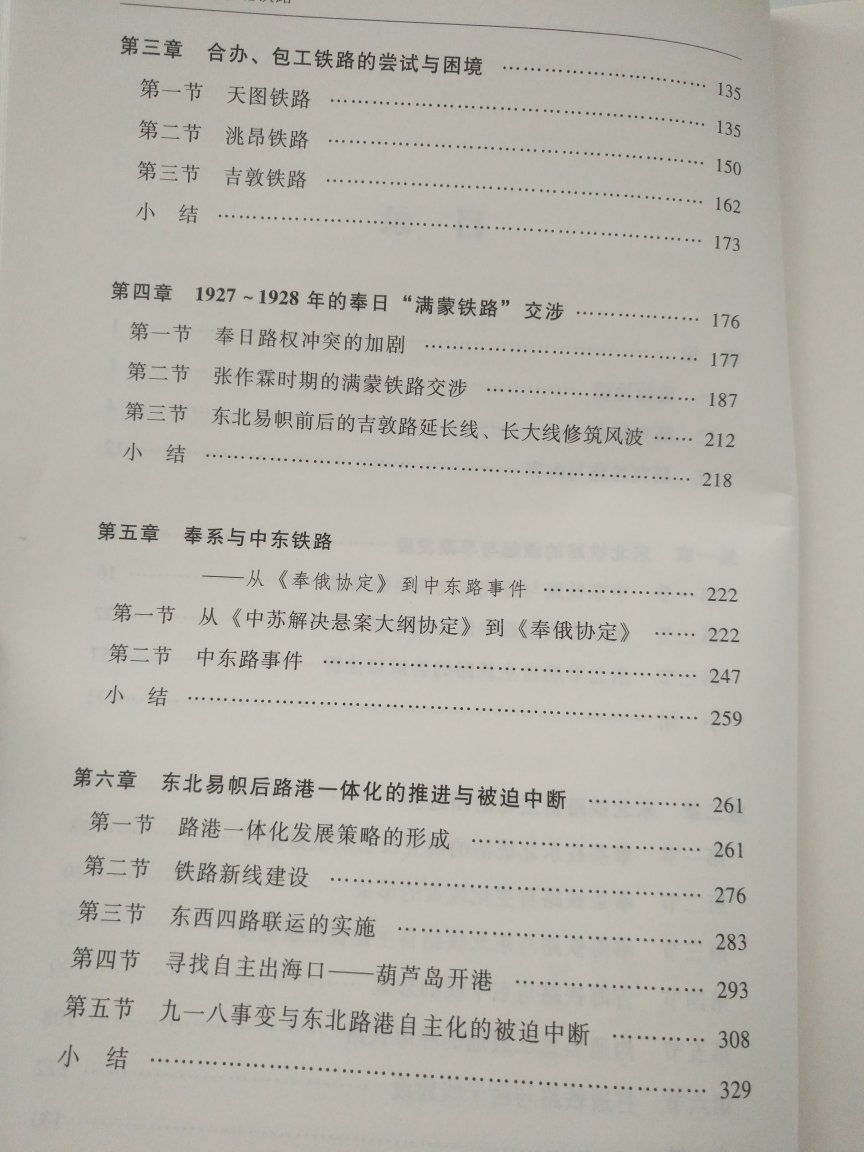 第三章 合办、包工铁路的尝试与困境 …………………………… 135
第一节 天图铁路 …………………………………………………… 135
第二节 洮昂铁路 …………………………………………………… 150
第三节 吉敦铁路 …………………………………………………… 162
小 结 ………………………………………………………………… 173
第四章 1927～1928 年的奉日“满蒙铁路”交涉 ……………… 176
第一节 奉日路权冲突的加剧 …………………………………… 177
第二节 张作霖时期的满蒙铁路交涉 …………………………… 187
第三节 东北易帜前后的吉敦路延长线、长大线修筑风波 …… 212
小 结 ………………………………………………………………… 218
第五章 奉系与中东铁路
——从《奉俄协定》到中东路事件 …………………… 222
第一节 从《中苏解决悬案大纲协定》到《奉俄协定》 …… 222
第二节 中东路事件 ……………………………………………… 247
小 结 ………………………………………………………………… 259
第六章 东北易帜后路港一体化的推进与被迫中断 …………… 261
第一节 路港一体化发展策略的形成 …………………………… 261
第二节 铁路新线建设 …………………………………………… 276
第三节 东西四路联运的实施 …………………………………… 283
第四节 寻找自主出海口——葫芦岛开港 ……………………… 293
第五节 九一八事变与东北路港自主化的被迫中断 ………… 308
小 结 ………………………………………………………………… 329